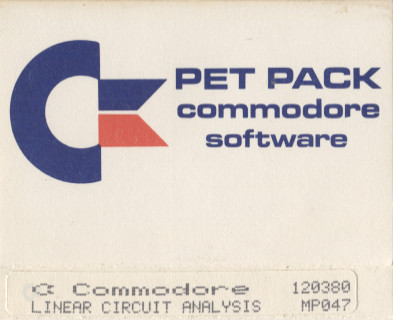 PET PACK
commodore
software
Commodore 120380
LINEAR CIRCUIT ANALYSIS MP047